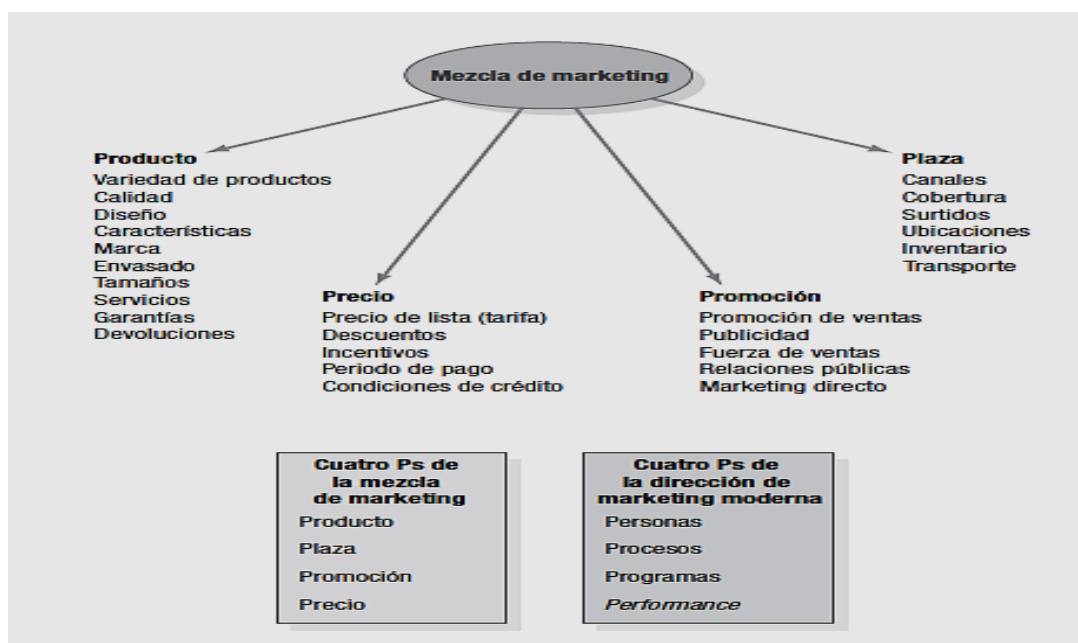 Mezcla de marketing
Producto
Variedad de productos
Calidad
Diseño
Características
Marca
Envasado
Tamaños
Servicios
Garantías
Devoluciones
Precio
Precio de lista (tarifa)
Descuentos
Incentivos
Periodo de pago
Condiciones de crédito
Promoción
Promoción de ventas
Publicidad
Fuerza de ventas
Relaciones públicas
Marketing directo
Plaza
Canales
Cobertura
Surtidos
Ubicaciones
Inventario
Transporte
Cuatro Ps de
la mezcla
de marketing
Producto
Plaza
Promoción
Precio
Cuatro Ps de
la dirección de
marketing moderna
Personas
Procesos
Programas
Performance